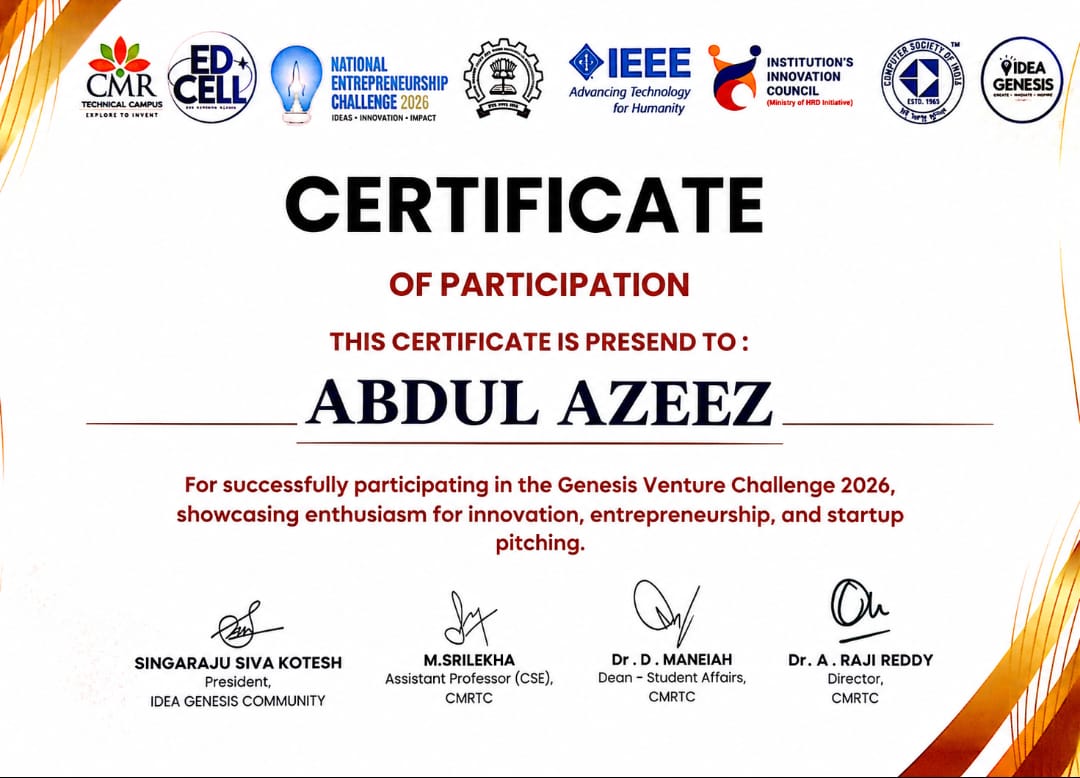 CMR
TECHNICAL CAMPUS
EXPLORE TO INVENT
ED
CELL
NATIONAL
ENTREPRENEURSHIP
CHALLENGE 2026
IDEAS • INNOVATION • IMPACT
IEEE
Advancing Technology
for Humanity
INSTITUTION'S
INNOVATION
COUNCIL
(Ministry of HRD Initiative)
COMPUTER SOCIETY OF INDIA
TM
ESTD. 1965
IDEA
GENESIS
CREATE • INNOVATE • INSPIRE
CERTIFICATE
OF PARTICIPATION
THIS CERTIFICATE IS PRESEND TO :
ABDUL AZEEZ
For successfully participating in the Genesis Venture Challenge 2026,
showcasing enthusiasm for innovation, entrepreneurship, and startup
pitching.
SINGARAJU SIVA KOTESH
President,
IDEA GENESIS COMMUNITY
M.SRILEKHA
Assistant Professor (CSE),
CMRTC
Dr . D . MANEIAH
Dean - Student Affairs,
CMRTC
Dr. A . RAJI REDDY
Director,
CMRTC